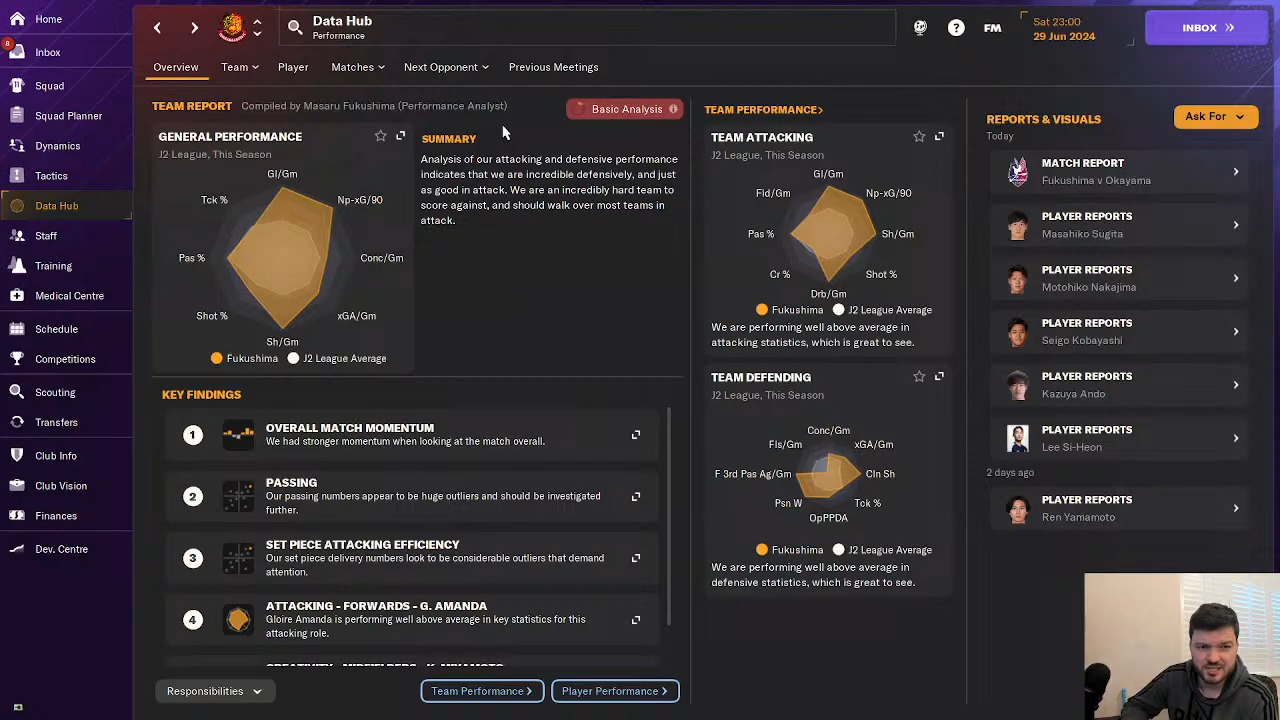 Home
8
Inbox
Squad
Squad Planner
Dynamics
Tactics
Data Hub
Staff
Training
Medical Centre
Schedule
Competitions
Scouting
Transfers
Club Info
Club Vision
Finances
Dev. Centre
Data Hub
Performance
?
FM
Sat 23:00
29 Jun 2024
INBOX
Overview
Team
Player
Matches
Next Opponent
Previous Meetings
TEAM REPORT Compiled by Masaru Fukushima (Performance Analyst)
Basic Analysis
GENERAL PERFORMANCE
J2 League, This Season
Gl/Gm
Tck %
Np-xG/90
Pas %
Conc/Gm
Shot %
xGA/Gm
Sh/Gm
Fukushima
J2 League Average
SUMMARY
Analysis of our attacking and defensive performance
indicates that we are incredible defensively, and just
as good in attack. We are an incredibly hard team to
score against, and should walk over most teams in
attack.
KEY FINDINGS
1
OVERALL MATCH MOMENTUM
We had stronger momentum when looking at the match overall.
2
PASSING
Our passing numbers appear to be huge outliers and should be investigated
further.
3
SET PIECE ATTACKING EFFICIENCY
Our set piece delivery numbers look to be considerable outliers that demand
attention.
4
ATTACKING - FORWARDS - G. AMANDA
Gloire Amanda is performing well above average in key statistics for this
attacking role.
CREATIVITY - MIDFIELDERS - K. MIYAMOTO
Responsibilities
Team Performance
Player Performance
TEAM PERFORMANCE
TEAM ATTACKING
J2 League, This Season
Gl/Gm
Fld/Gm
Np-xG/90
Pas %
Sh/Gm
Cr %
Shot %
Drb/Gm
Fukushima
J2 League Average
We are performing well above average in
attacking statistics, which is great to see.
TEAM DEFENDING
J2 League, This Season
Conc/Gm
Fls/Gm
xGA/Gm
F 3rd Pas Ag/Gm
Cln Sh
Psn W
Tck %
OpPPDA
Fukushima
J2 League Average
We are performing well above average in
defensive statistics, which is great to see.
REPORTS & VISUALS
Ask For
Today
MATCH REPORT
Fukushima v Okayama
PLAYER REPORTS
Masahiko Sugita
PLAYER REPORTS
Motohiko Nakajima
PLAYER REPORTS
Seigo Kobayashi
PLAYER REPORTS
Kazuya Ando
PLAYER REPORTS
Lee Si-Heon
2 days ago
PLAYER REPORTS
Ren Yamamoto